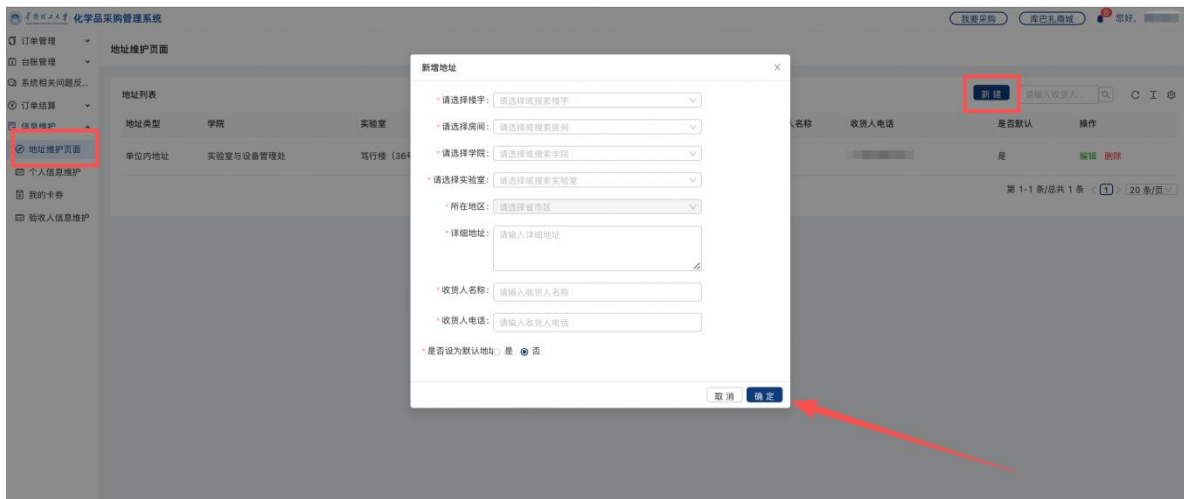 化学品采购管理系统
我要采购
库巴扎商城
8
您好,
订单管理
台账管理
系统相关问题反...
订单结算
信息维护
地址维护页面
个人信息维护
我的卡券
验收人信息维护
地址维护页面
地址列表
新 建
请输入收货人...
地址类型 学院 实验室 人名称 收货人电话 是否默认 操作
单位内地址 实验室与设备管理处 笃行楼（36号 是 编辑 删除
第 1-1 条/总共 1 条 < 1 > 20 条/页
新增地址
* 请选择楼宇: 请选择或搜索楼宇
* 请选择房间: 请选择或搜索房间
* 请选择学院: 请选择或搜索学院
* 请选择实验室: 请选择或搜索实验室
* 所在地区: 请选择省市区
* 详细地址: 请输入详细地址
* 收货人名称: 请输入收货人名称
* 收货人电话: 请输入收货人电话
* 是否设为默认地址 是 否
取 消 确 定